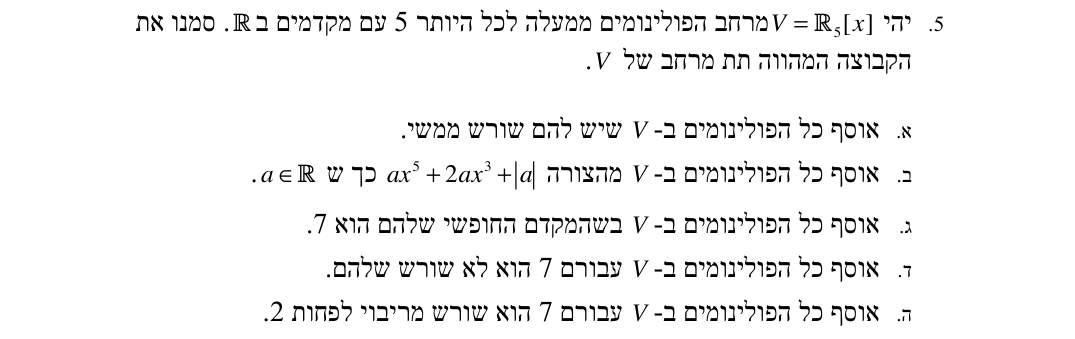 5. יהי V = ℝ₅[x] מרחב הפולינומים ממעלה לכל היותר 5 עם מקדמים ב ℝ. סמנו את
הקבוצה המהווה תת מרחב של V.
א. אוסף כל הפולינומים ב- V שיש להם שורש ממשי.
ב. אוסף כל הפולינומים ב- V מהצורה ax⁵ + 2ax³ + |a| כך ש a ∈ ℝ.
ג. אוסף כל הפולינומים ב- V בשהמקדם החופשי שלהם הוא 7.
ד. אוסף כל הפולינומים ב- V עבורם 7 הוא לא שורש שלהם.
ה. אוסף כל הפולינומים ב- V עבורם 7 הוא שורש מריבוי לפחות 2.